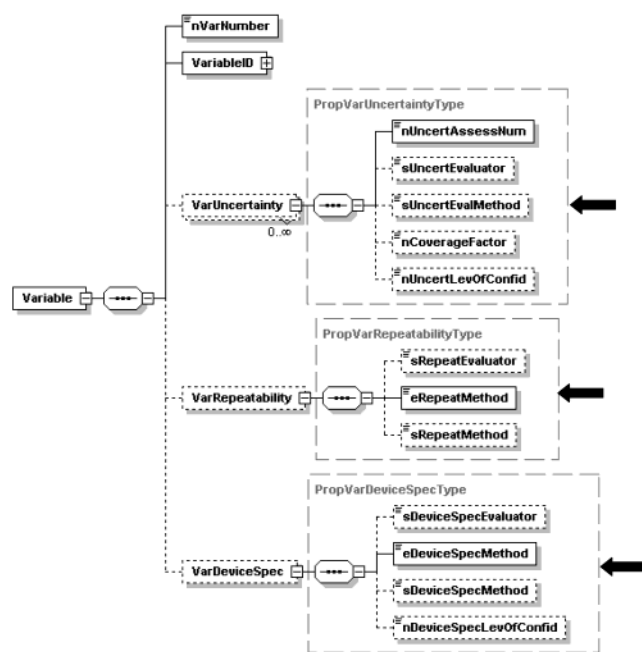 nVarNumber
VariableID
PropVarUncertaintyType
nUncertAssessNum
sUncertEvaluator
VarUncertainty
sUncertEvalMethod
0..∞
nCoverageFactor
nUncertLevOfConfid
Variable
PropVarRepeatabilityType
sRepeatEvaluator
VarRepeatability
eRepeatMethod
sRepeatMethod
PropVarDeviceSpecType
sDeviceSpecEvaluator
eDeviceSpecMethod
VarDeviceSpec
sDeviceSpecMethod
nDeviceSpecLevOfConfid